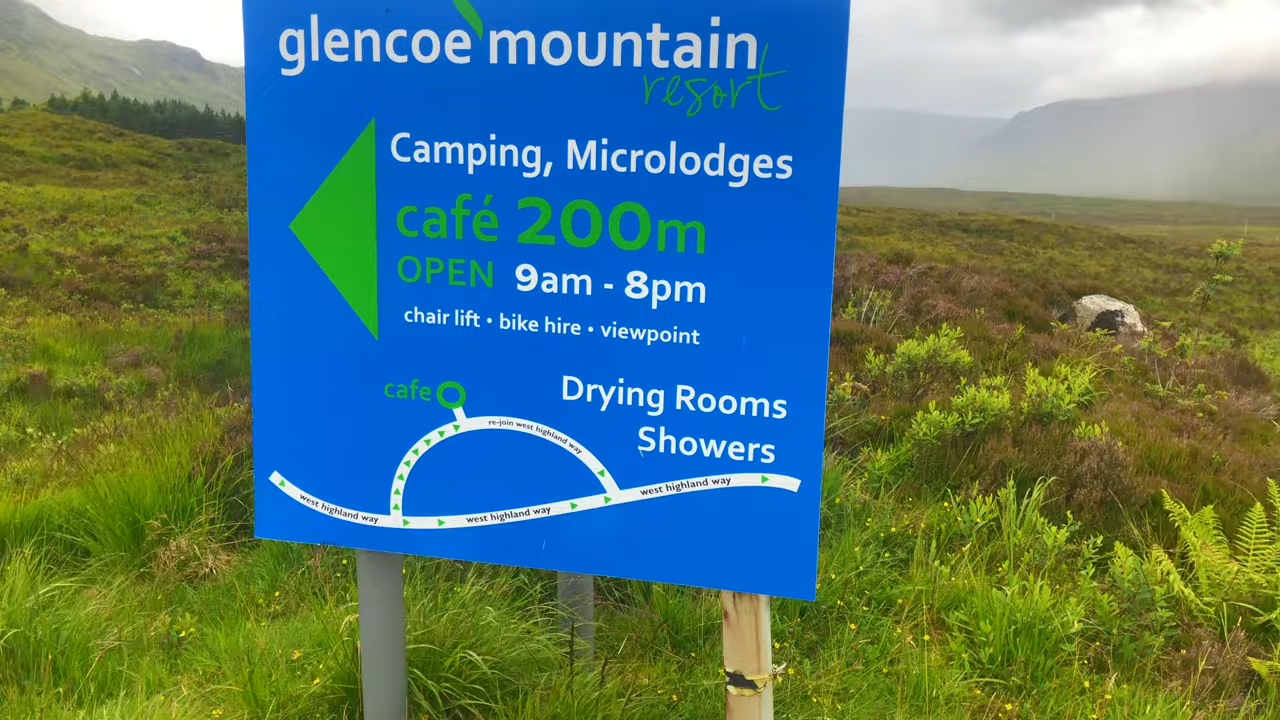 glencoe mountain
resort
Camping, Microlodges
café 200m
OPEN 9am - 8pm
chair lift • bike hire • viewpoint
Drying Rooms
Showers
cafe
re-join west highland way
west highland way
west highland way
west highland way